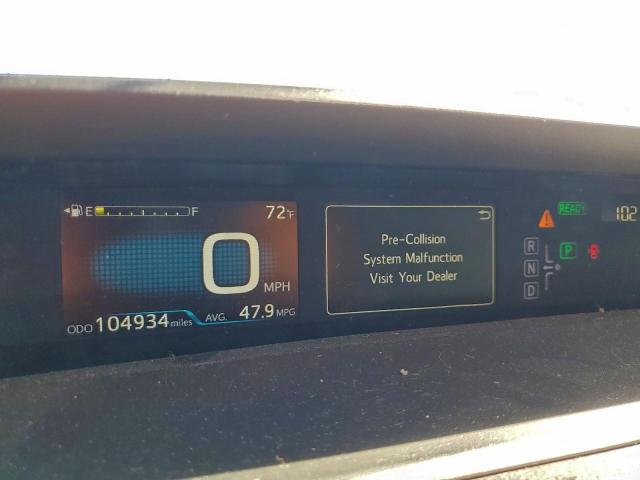 E F 72°F
0 MPH
ODO 104934 miles AVG. 47.9 MPG
Pre-Collision
System Malfunction
Visit Your Dealer
READY 102
R
P
N
D